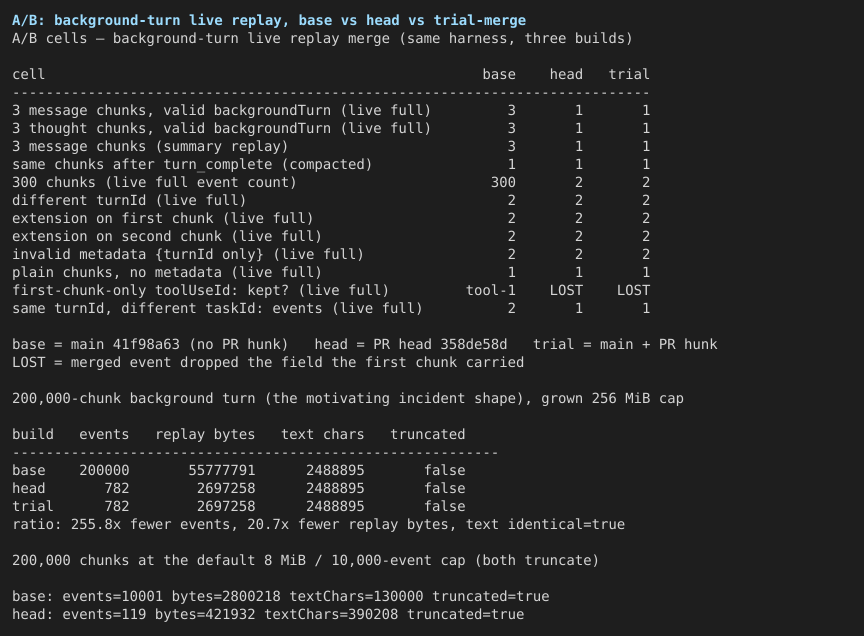 A/B: background-turn live replay, base vs head vs trial-merge
A/B cells — background-turn live replay merge (same harness, three builds)
cell base head trial
----------------------------------------------------------------------------
3 message chunks, valid backgroundTurn (live full) 3 1 1
3 thought chunks, valid backgroundTurn (live full) 3 1 1
3 message chunks (summary replay) 3 1 1
same chunks after turn_complete (compacted) 1 1 1
300 chunks (live full event count) 300 2 2
different turnId (live full) 2 2 2
extension on first chunk (live full) 2 2 2
extension on second chunk (live full) 2 2 2
invalid metadata {turnId only} (live full) 2 2 2
plain chunks, no metadata (live full) 1 1 1
first-chunk-only toolUseId: kept? (live full) tool-1 LOST LOST
same turnId, different taskId: events (live full) 2 1 1
base = main 41f98a63 (no PR hunk) head = PR head 358de58d trial = main + PR hunk
LOST = merged event dropped the field the first chunk carried
200,000-chunk background turn (the motivating incident shape), grown 256 MiB cap
build events replay bytes text chars truncated
----------------------------------------------------------
base 200000 55777791 2488895 false
head 782 2697258 2488895 false
trial 782 2697258 2488895 false
ratio: 255.8x fewer events, 20.7x fewer replay bytes, text identical=true
200,000 chunks at the default 8 MiB / 10,000-event cap (both truncate)
base: events=10001 bytes=2800218 textChars=130000 truncated=true
head: events=119 bytes=421932 textChars=390208 truncated=true